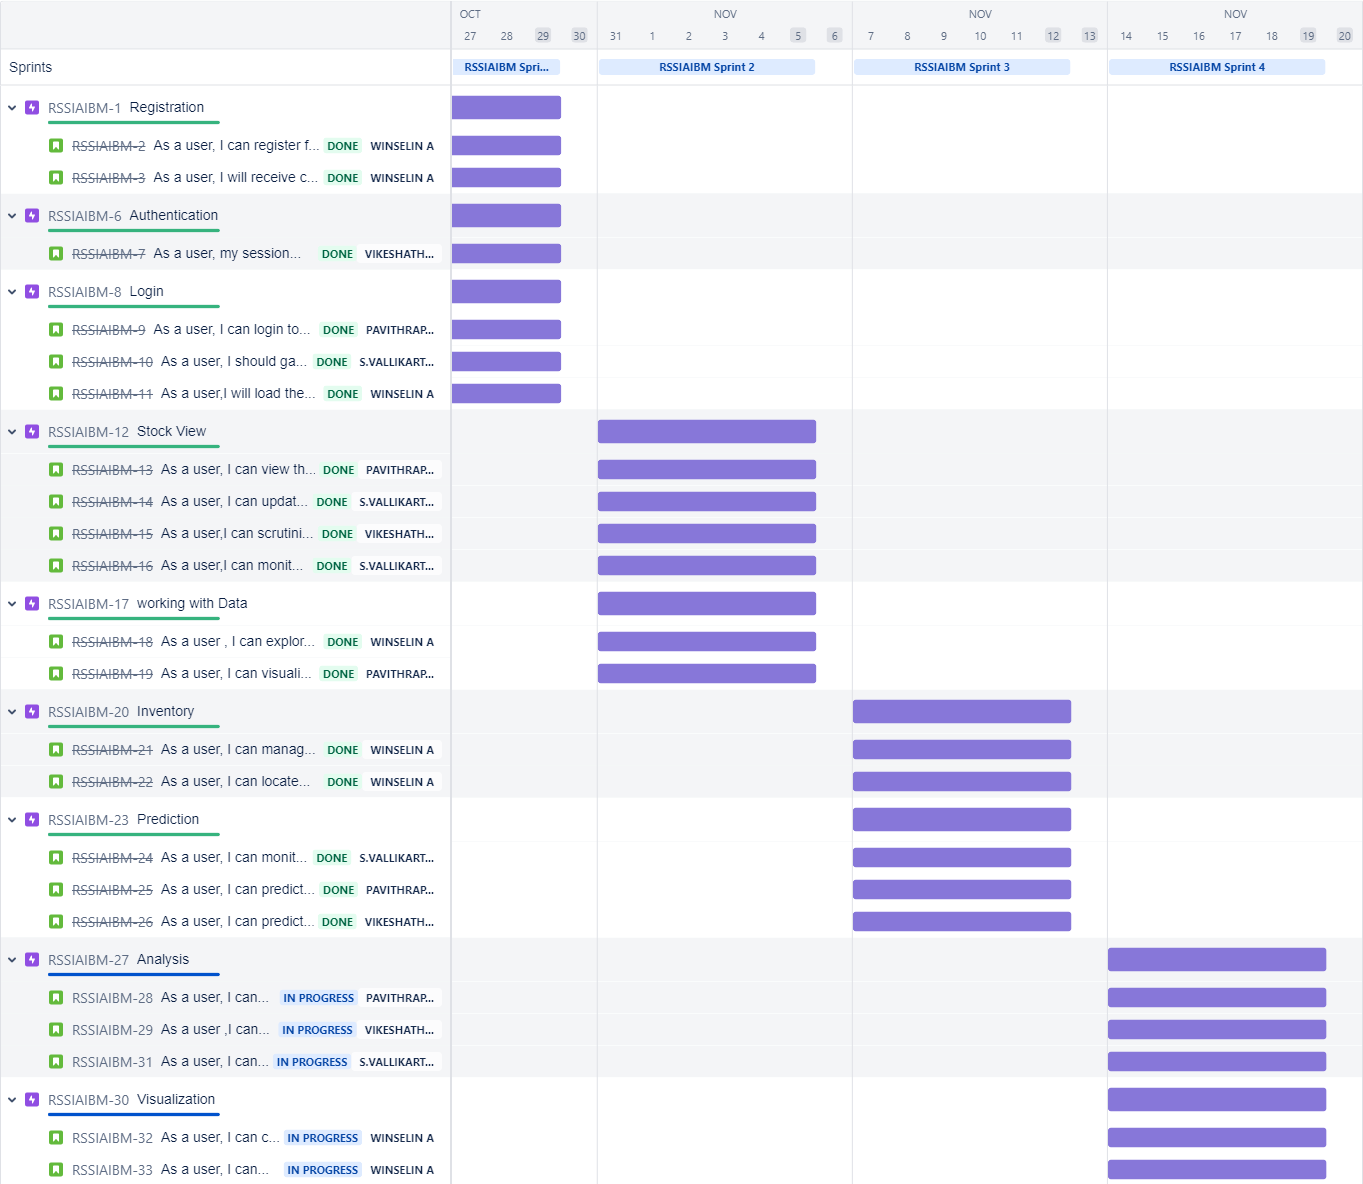 OCT NOV NOV NOV
27 28 29 30 31 1 2 3 4 5 6 7 8 9 10 11 12 13 14 15 16 17 18 19 20
Sprints RSSIAIBM Spri... RSSIAIBM Sprint 2 RSSIAIBM Sprint 3 RSSIAIBM Sprint 4
RSSIAIBM-1 Registration
RSSIAIBM-2 As a user, I can register f... DONE WINSELIN A
RSSIAIBM-3 As a user, I will receive c... DONE WINSELIN A
RSSIAIBM-6 Authentication
RSSIAIBM-7 As a user, my session... DONE VIKESHATH...
RSSIAIBM-8 Login
RSSIAIBM-9 As a user, I can login to... DONE PAVITHRAP...
RSSIAIBM-10 As a user, I should ga... DONE S.VALLIKART...
RSSIAIBM-11 As a user,I will load the... DONE WINSELIN A
RSSIAIBM-12 Stock View
RSSIAIBM-13 As a user, I can view th... DONE PAVITHRAP...
RSSIAIBM-14 As a user, I can updat... DONE S.VALLIKART...
RSSIAIBM-15 As a user,I can scrutini... DONE VIKESHATH...
RSSIAIBM-16 As a user,I can monit... DONE S.VALLIKART...
RSSIAIBM-17 working with Data
RSSIAIBM-18 As a user , I can explor... DONE WINSELIN A
RSSIAIBM-19 As a user, I can visuali... DONE PAVITHRAP...
RSSIAIBM-20 Inventory
RSSIAIBM-21 As a user, I can manag... DONE WINSELIN A
RSSIAIBM-22 As a user, I can locate... DONE WINSELIN A
RSSIAIBM-23 Prediction
RSSIAIBM-24 As a user, I can monit... DONE S.VALLIKART...
RSSIAIBM-25 As a user, I can predict... DONE PAVITHRAP...
RSSIAIBM-26 As a user, I can predict... DONE VIKESHATH...
RSSIAIBM-27 Analysis
RSSIAIBM-28 As a user, I can... IN PROGRESS PAVITHRAP...
RSSIAIBM-29 As a user ,I can... IN PROGRESS VIKESHATH...
RSSIAIBM-31 As a user, I can... IN PROGRESS S.VALLIKART...
RSSIAIBM-30 Visualization
RSSIAIBM-32 As a user, I can c... IN PROGRESS WINSELIN A
RSSIAIBM-33 As a user, I can... IN PROGRESS WINSELIN A